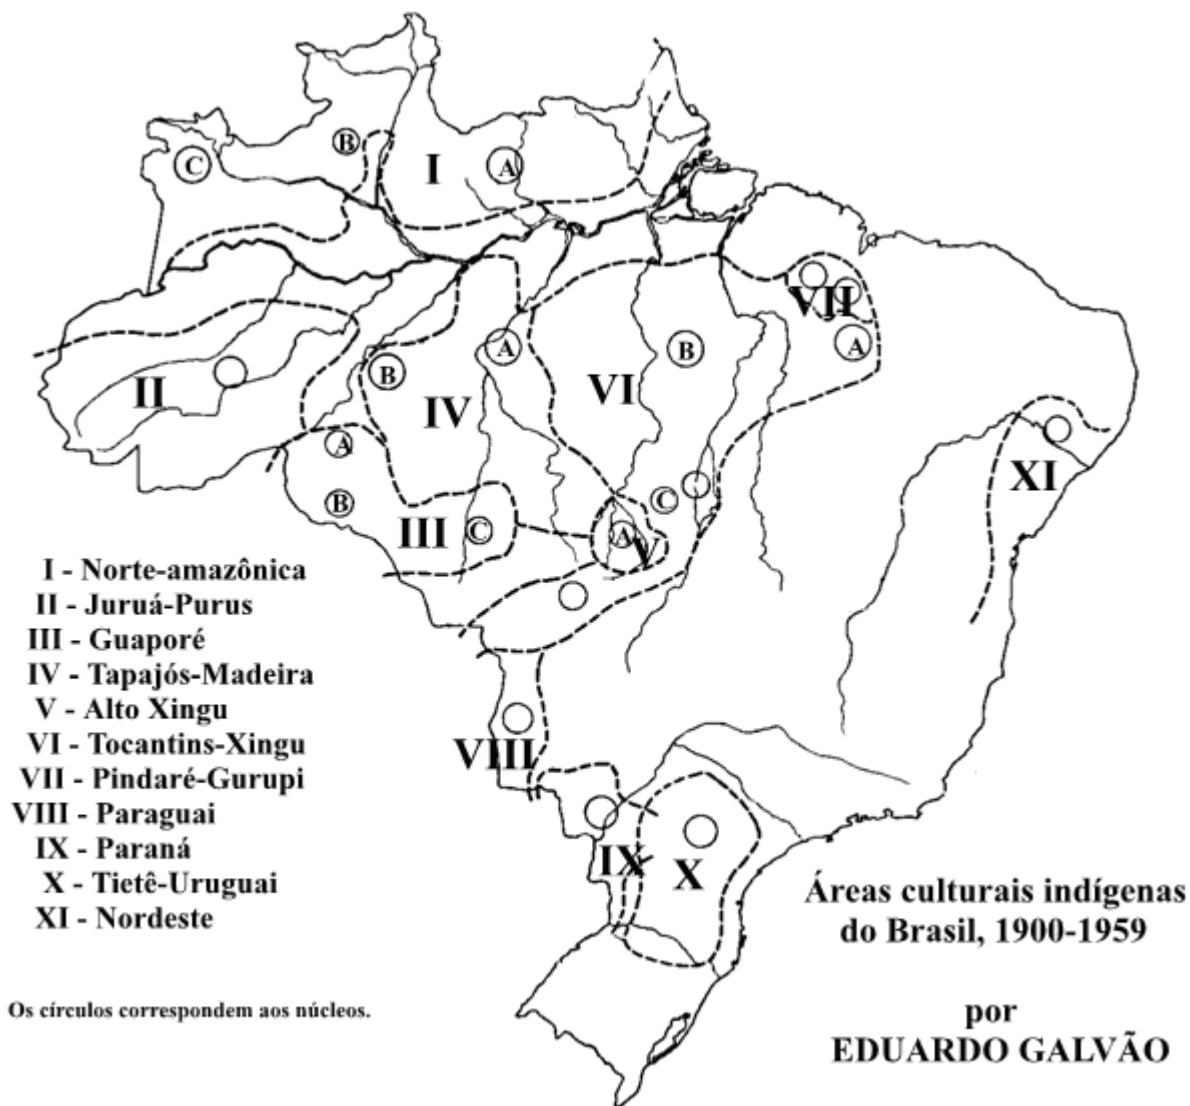 B
C
I
A
VII
A
A
B
B
II
IV
VI
A
XI
B
C
III
C
A
V
I - Norte-amazônica
II - Juruá-Purus
III - Guaporé
IV - Tapajós-Madeira
V - Alto Xingu
VI - Tocantins-Xingu
VII - Pindaré-Gurupi
VIII - Paraguai
IX - Paraná
X - Tietê-Uruguai
XI - Nordeste
VIII
IX
X
Áreas culturais indígenas
do Brasil, 1900-1959
Os círculos correspondem aos núcleos.
por
EDUARDO GALVÃO